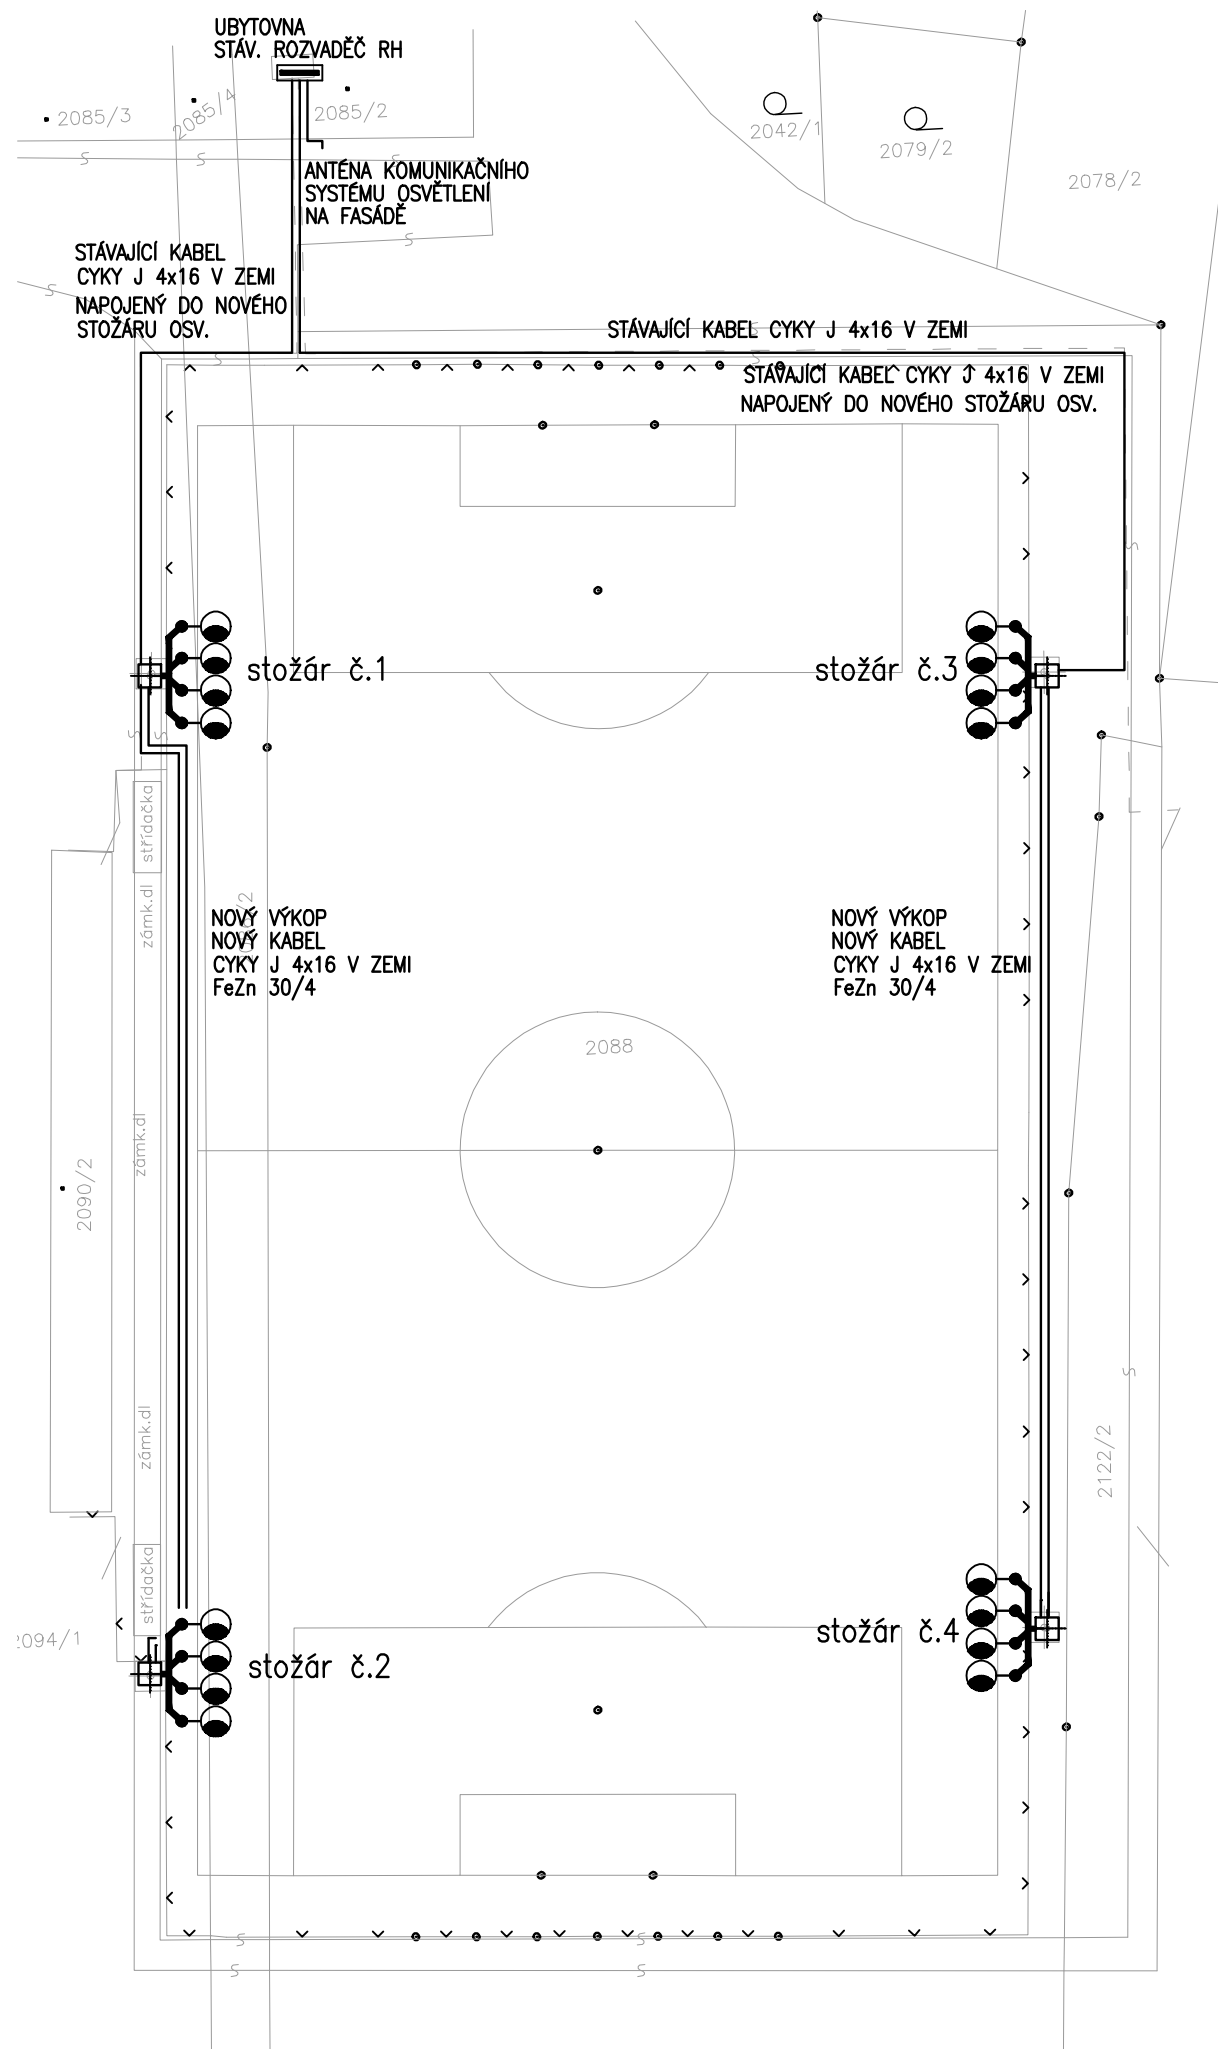 UBYTOVNA
STÁV. ROZVADĚČ RH
2085/3
2085/4
2085/2
2042/1
2079/2
2078/2
ANTÉNA KOMUNIKAČNÍHO
SYSTÉMU OSVĚTLENÍ
NA FASÁDĚ
STÁVAJÍCÍ KABEL
CYKY J 4x16 V ZEMI
NAPOJENÝ DO NOVÉHO
STOŽÁRU OSV.
STÁVAJÍCÍ KABEL CYKY J 4x16 V ZEMI
STÁVAJÍCÍ KABEL CYKY J 4x16 V ZEMI
NAPOJENÝ DO NOVÉHO STOŽÁRU OSV.
stožár č.1
stožár č.3
střídačka
zámk.dl
NOVÝ VÝKOP
NOVÝ KABEL
CYKY J 4x16 V ZEMI
FeZn 30/4
NOVÝ VÝKOP
NOVÝ KABEL
CYKY J 4x16 V ZEMI
FeZn 30/4
2088
zámk.dl
2090/2
zámk.dl
2122/2
střídačka
2094/1
stožár č.2
stožár č.4